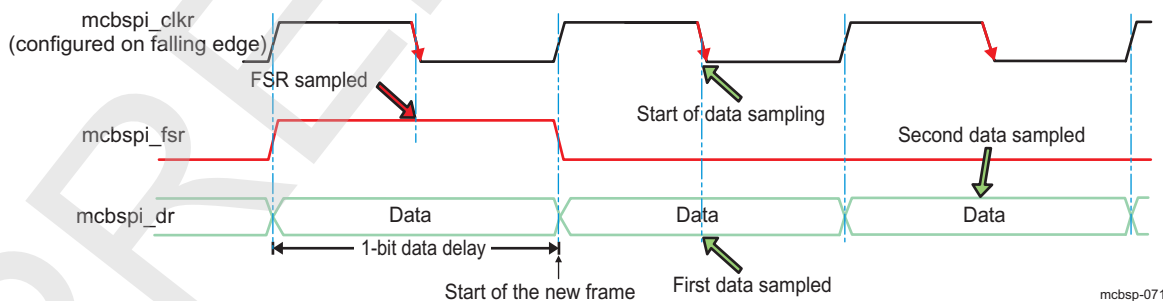 mcbspi_clkr
(configured on falling edge)
FSR sampled
Start of data sampling
mcbspi_fsr
Second data sampled
mcbspi_dr
Data
Data
Data
1-bit data delay
Start of the new frame
First data sampled
mcbsp-071